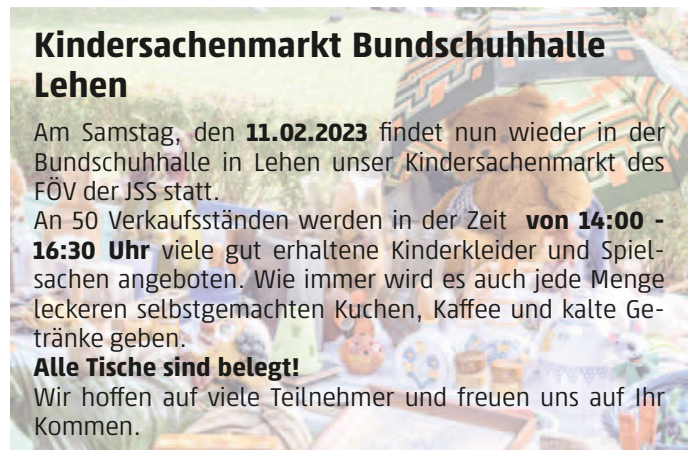 Kindersachenmarkt Bundschuhhalle
Lehen
Am Samstag, den 11.02.2023 findet nun wieder in der
Bundschuhhalle in Lehen unser Kindersachenmarkt des
FÖV der JSS statt.
An 50 Verkaufsständen werden in der Zeit von 14:00 -
16:30 Uhr viele gut erhaltene Kinderkleider und Spiel-
sachen angeboten. Wie immer wird es auch jede Menge
leckeren selbstgemachten Kuchen, Kaffee und kalte Ge-
tränke geben.
Alle Tische sind belegt!
Wir hoffen auf viele Teilnehmer und freuen uns auf Ihr
Kommen.